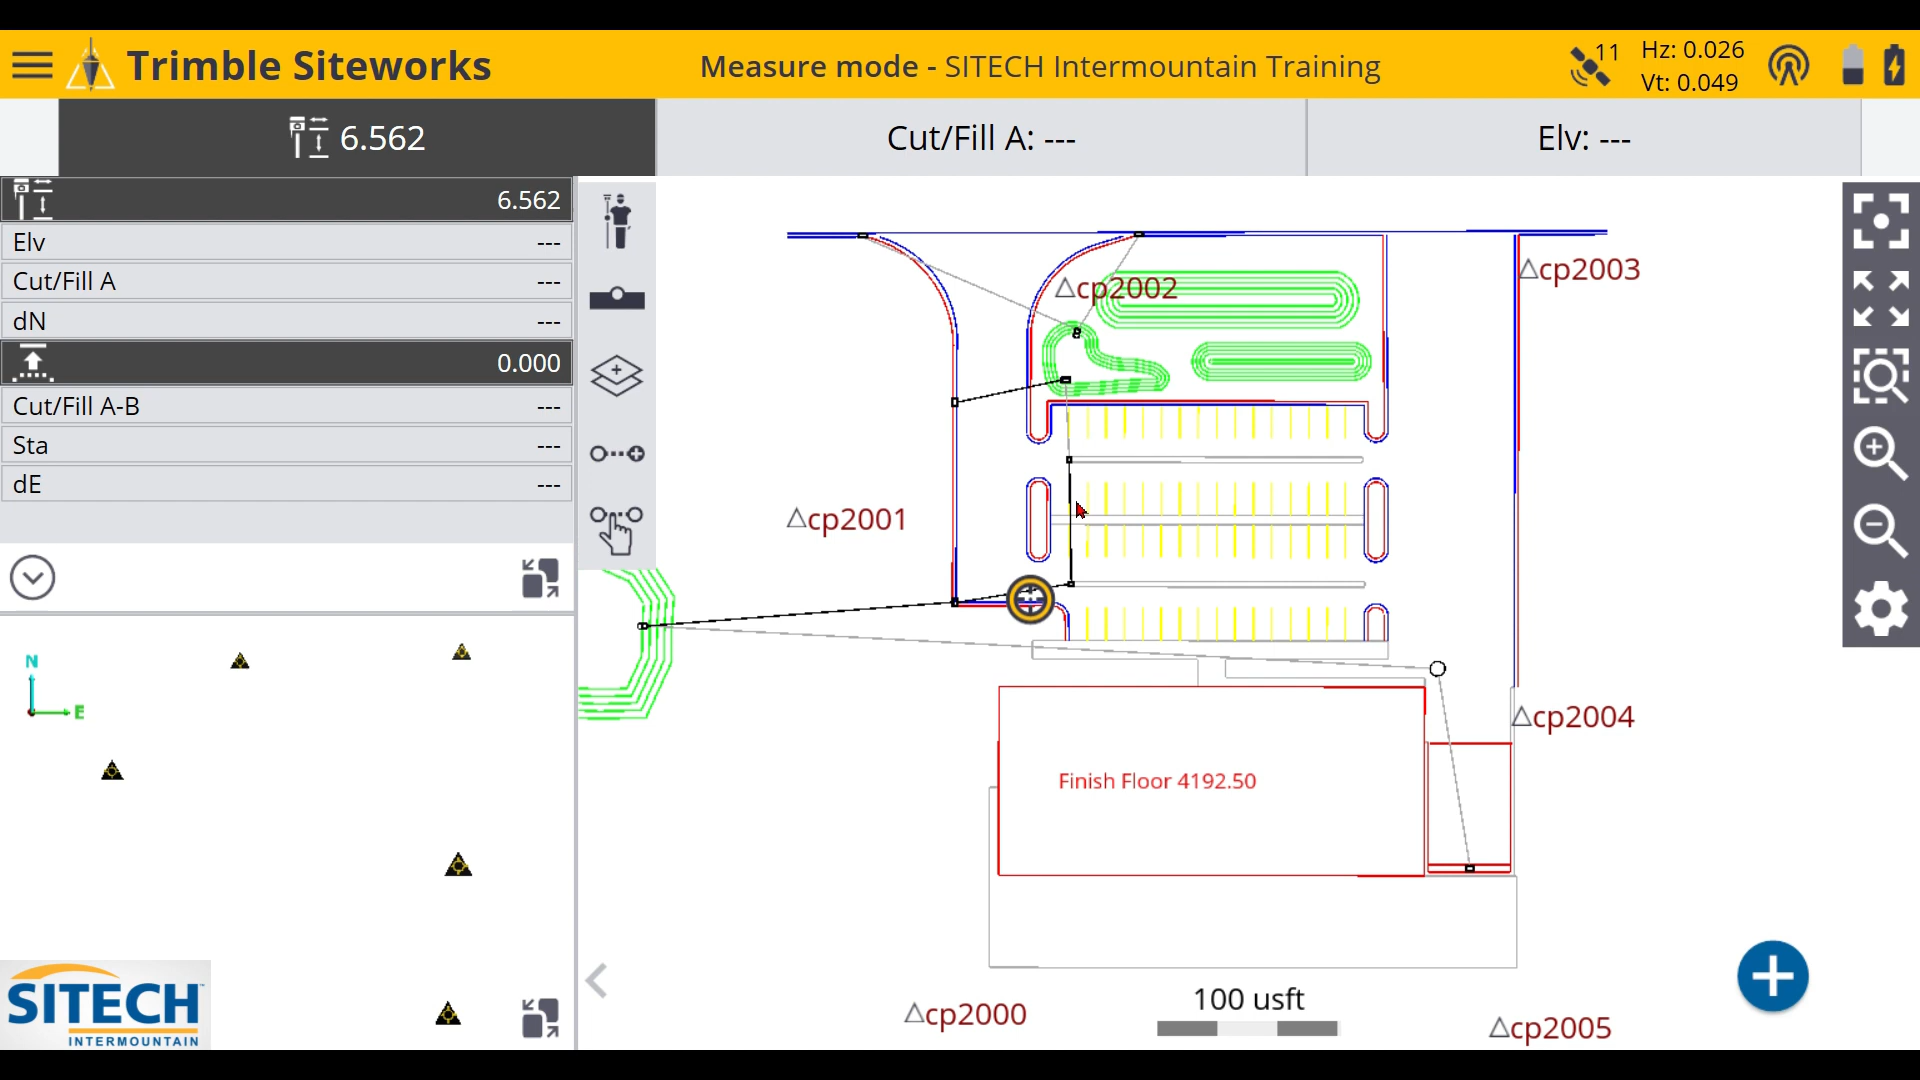 Trimble Siteworks
Measure mode - SITECH Intermountain Training
11
Hz: 0.026
Vt: 0.049
6.562
Cut/Fill A: ---
Elv: ---
6.562
Elv ---
Cut/Fill A ---
dN ---
0.000
Cut/Fill A-B ---
Sta ---
dE ---
N
E
SITECH
INTERMOUNTAIN
cp2002
cp2003
cp2001
cp2004
Finish Floor 4192.50
100 usft
cp2000
cp2005